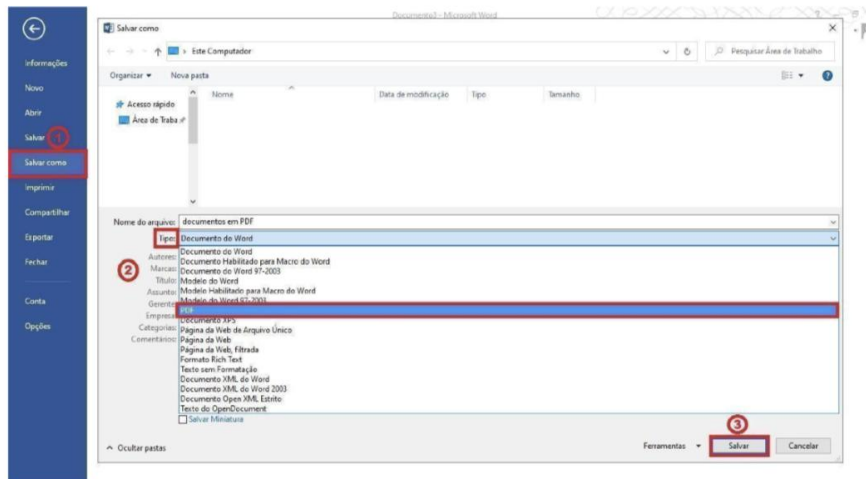 Documento3 - Microsoft Word
Salvar como
Este Computador
Pesquisar Área de Trabalho
Organizar
Nova pasta
Nome
Data de modificação
Tipo
Tamanho
Acesso rápido
Área de Traba
Informações
Novo
Abrir
Salvar
1
Salvar como
Imprimir
Compartilhar
Exportar
Fechar
Conta
Opções
Nome do arquivo: documentos em PDF
Tipo: Documento do Word
2
Autores:
Marcas:
Título:
Assunto:
Gerente:
Empresa:
Categorias:
Comentários:
Documento do Word
Documento Habilitado para Macro do Word
Documento do Word 97-2003
Modelo do Word
Modelo Habilitado para Macro do Word
Modelo do Word 97-2003
PDF
Documento XPS
Página da Web de Arquivo Único
Página da Web
Página da Web, filtrada
Formato Rich Text
Texto sem Formatação
Documento XML do Word
Documento XML do Word 2003
Documento Open XML Estrito
Texto do OpenDocument
Salvar Miniatura
3
Ocultar pastas
Ferramentas
Salvar
Cancelar